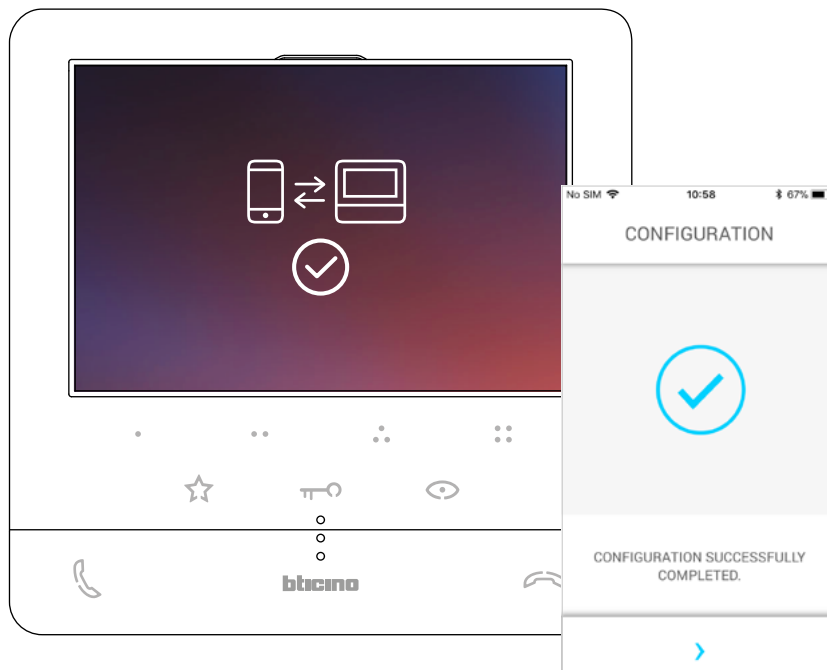 No SIM 10:58 67%
CONFIGURATION
CONFIGURATION SUCCESSFULLY
COMPLETED.
bticino